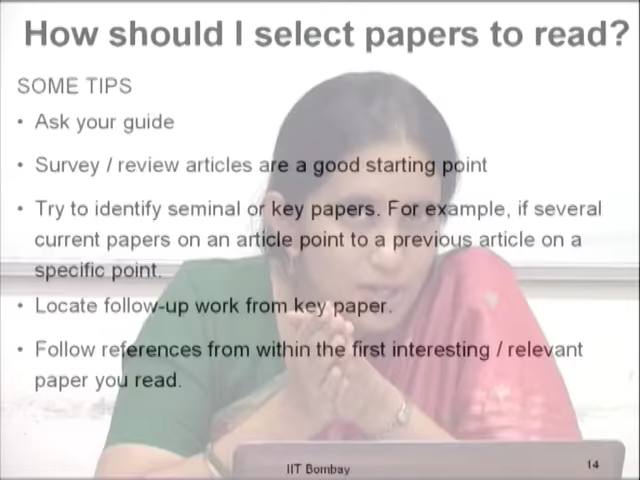 How should I select papers to read?
SOME TIPS
• Ask your guide
• Survey / review articles are a good starting point
• Try to identify seminal or key papers. For example, if several
current papers on an article point to a previous article on a
specific point.
• Locate follow-up work from key paper.
• Follow references from within the first interesting / relevant
paper you read.
IIT Bombay
14